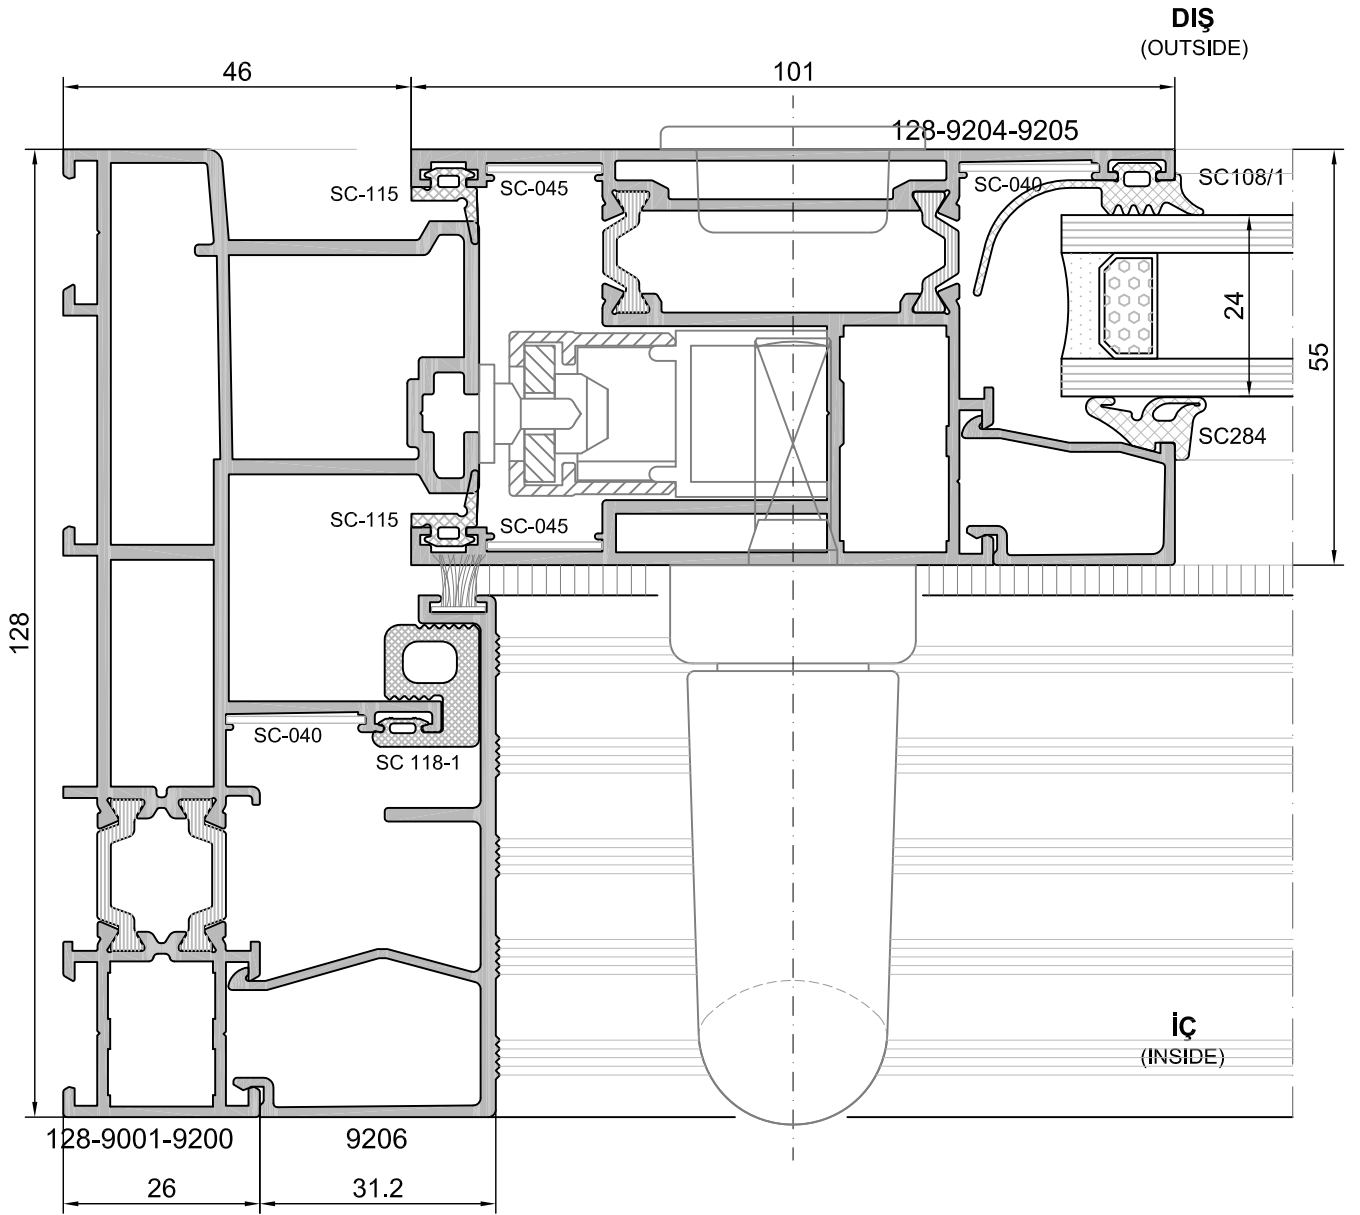 DIŞ
(OUTSIDE)
46
101
128-9204-9205
SC-115
SC-045
SC-040
SC108/1
24
55
SC284
SC-115
SC-045
128
SC-040
SC 118-1
İÇ
(INSIDE)
128-9001-9200
9206
26
31.2